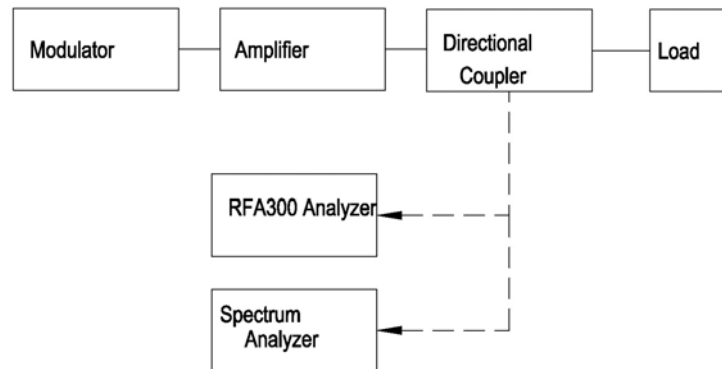 Modulator
Amplifier
Directional
Coupler
Load
RFA300 Analyzer
Spectrum
Analyzer